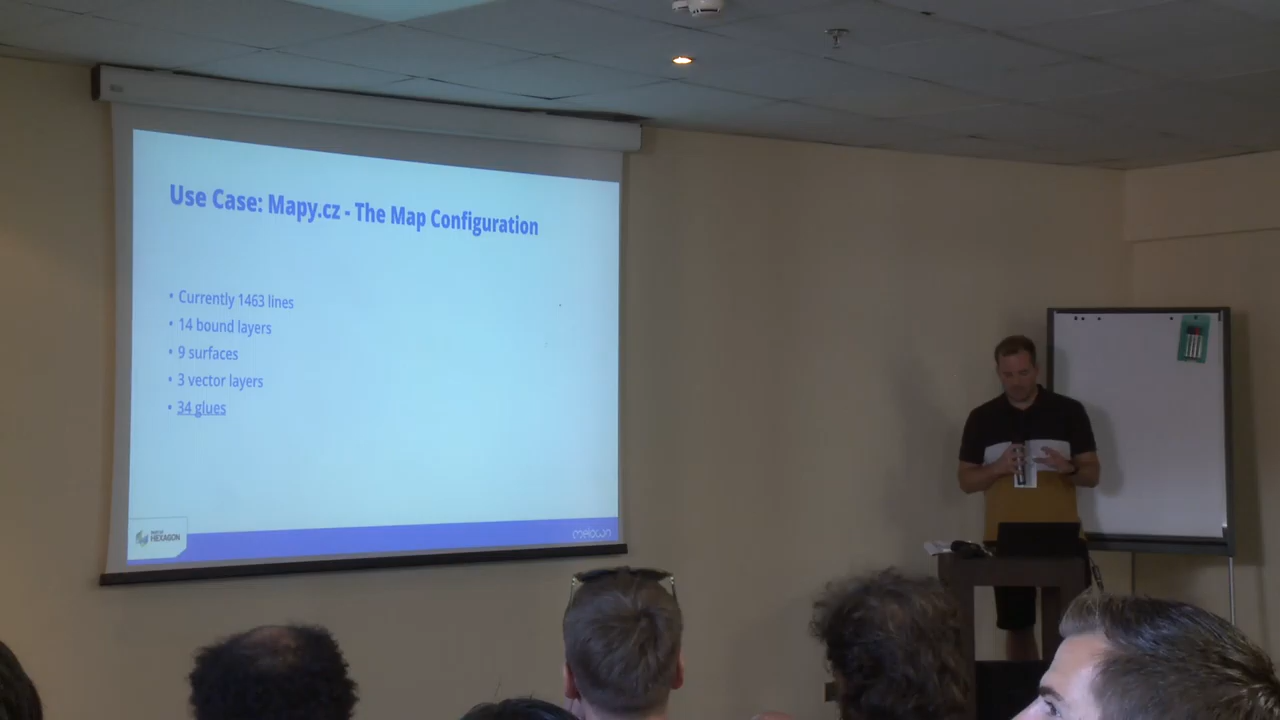 Use Case: Mapy.cz - The Map Configuration
• Currently 1463 lines
• 14 bound layers
• 9 surfaces
• 3 vector layers
• 34 glues
HEXAGON
melown